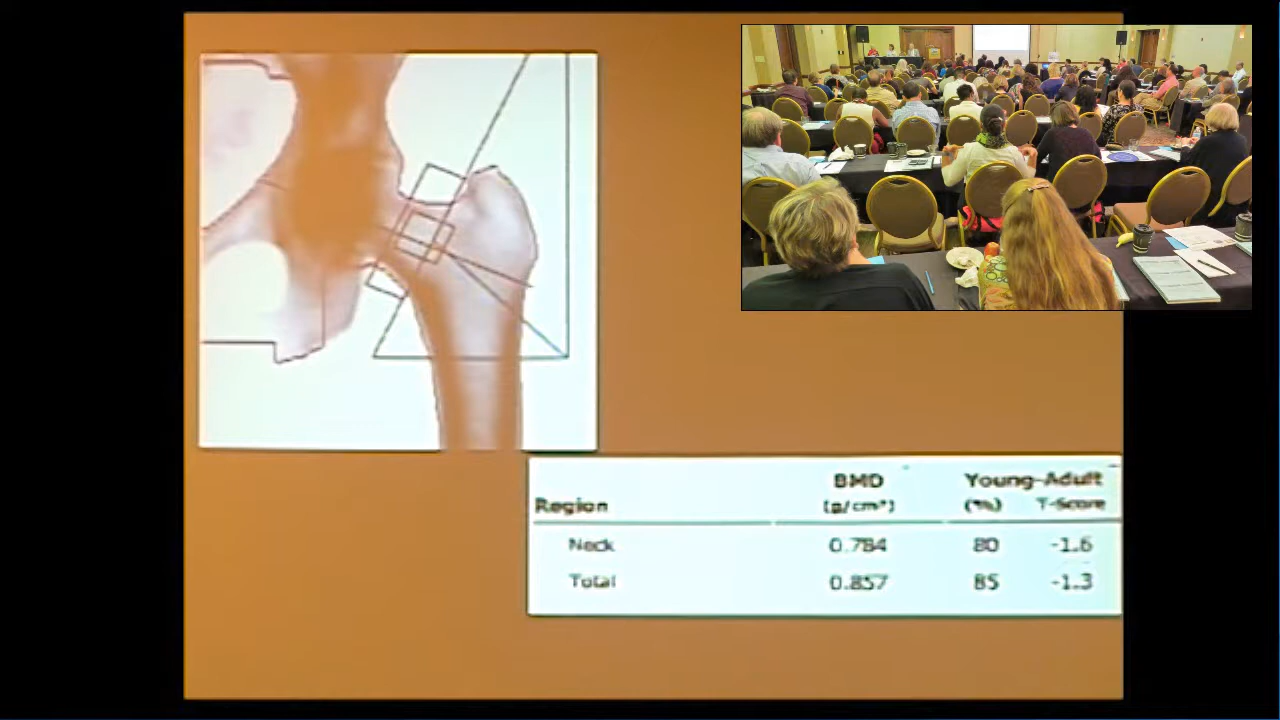 BMD Young-Adult
Region (g/cm²) (%) T-Score
Neck 0.784 80 -1.6
Total 0.857 85 -1.3